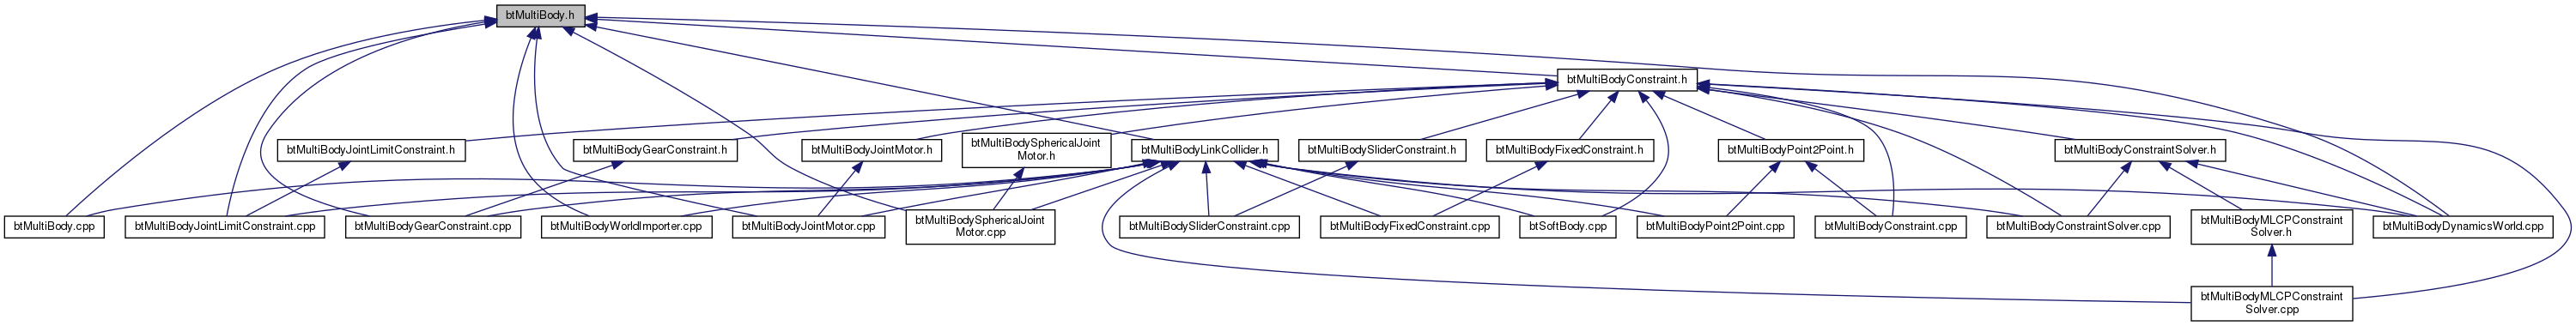 btMultiBody.h
btMultiBodyConstraint.h
btMultiBodyJointLimitConstraint.h
btMultiBodyGearConstraint.h
btMultiBodyJointMotor.h
btMultiBodySphericalJoint
Motor.h
btMultiBodyLinkCollider.h
btMultiBodySliderConstraint.h
btMultiBodyFixedConstraint.h
btMultiBodyPoint2Point.h
btMultiBodyConstraintSolver.h
btMultiBody.cpp
btMultiBodyJointLimitConstraint.cpp
btMultiBodyGearConstraint.cpp
btMultiBodyWorldImporter.cpp
btMultiBodyJointMotor.cpp
btMultiBodySphericalJoint
Motor.cpp
btMultiBodySliderConstraint.cpp
btMultiBodyFixedConstraint.cpp
btSoftBody.cpp
btMultiBodyPoint2Point.cpp
btMultiBodyConstraint.cpp
btMultiBodyConstraintSolver.cpp
btMultiBodyMLCPConstraint
Solver.h
btMultiBodyDynamicsWorld.cpp
btMultiBodyMLCPConstraint
Solver.cpp